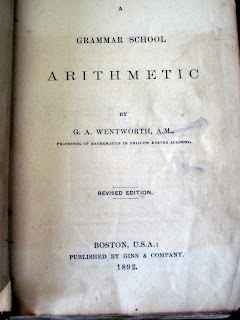 A
GRAMMAR SCHOOL
ARITHMETIC
BY
G. A. WENTWORTH, A.M.,
PROFESSOR OF MATHEMATICS IN PHILLIPS EXETER ACADEMY.
REVISED EDITION.
BOSTON, U.S.A.:
PUBLISHED BY GINN & COMPANY.
1892.